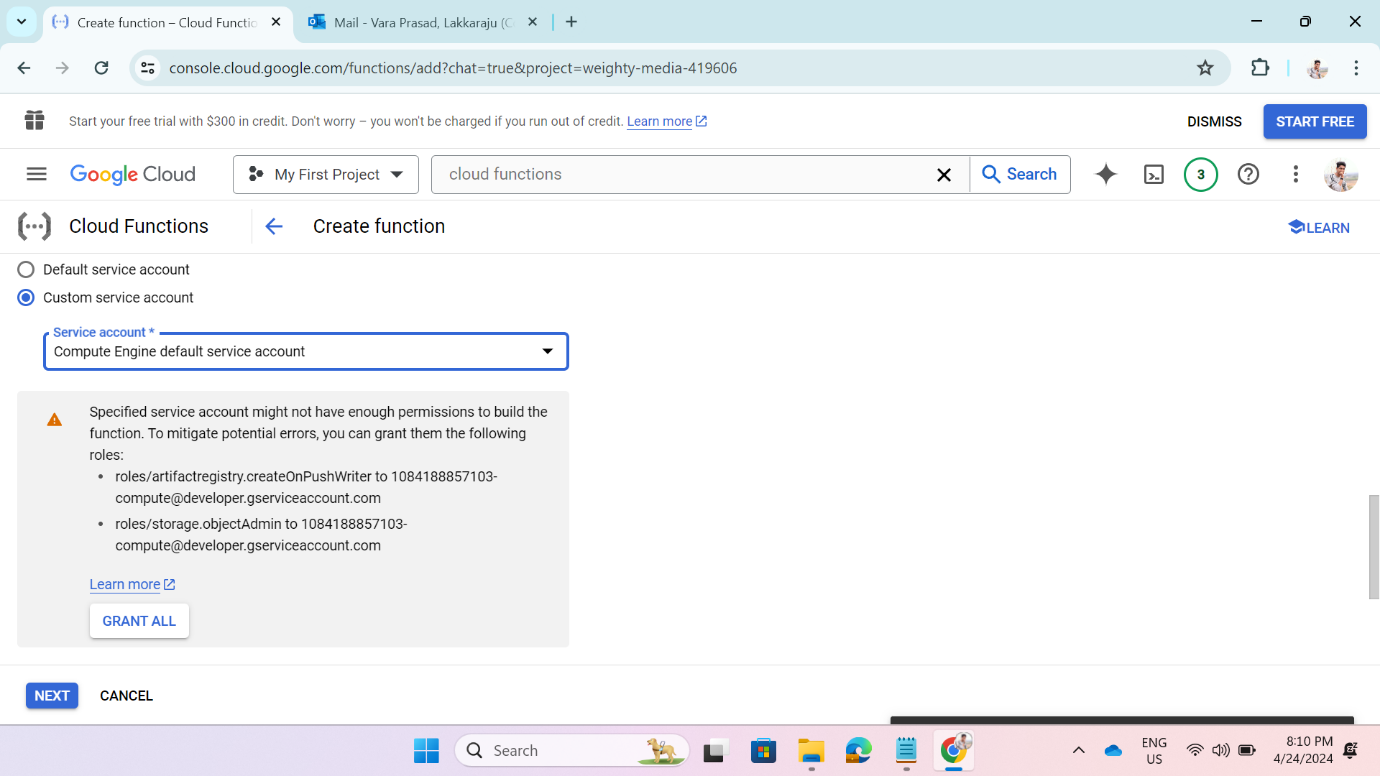 Create function – Cloud Functio
Mail - Vara Prasad, Lakkaraju (C
console.cloud.google.com/functions/add?chat=true&project=weighty-media-419606
Start your free trial with $300 in credit. Don't worry – you won't be charged if you run out of credit. Learn more
DISMISS
START FREE
Google Cloud
My First Project
cloud functions
Search
3
Cloud Functions
Create function
LEARN
Default service account
Custom service account
Service account *
Compute Engine default service account
Specified service account might not have enough permissions to build the
function. To mitigate potential errors, you can grant them the following
roles:
• roles/artifactregistry.createOnPushWriter to 1084188857103-
compute@developer.gserviceaccount.com
• roles/storage.objectAdmin to 1084188857103-
compute@developer.gserviceaccount.com
Learn more
GRANT ALL
NEXT
CANCEL
Search
ENG
US
8:10 PM
4/24/2024